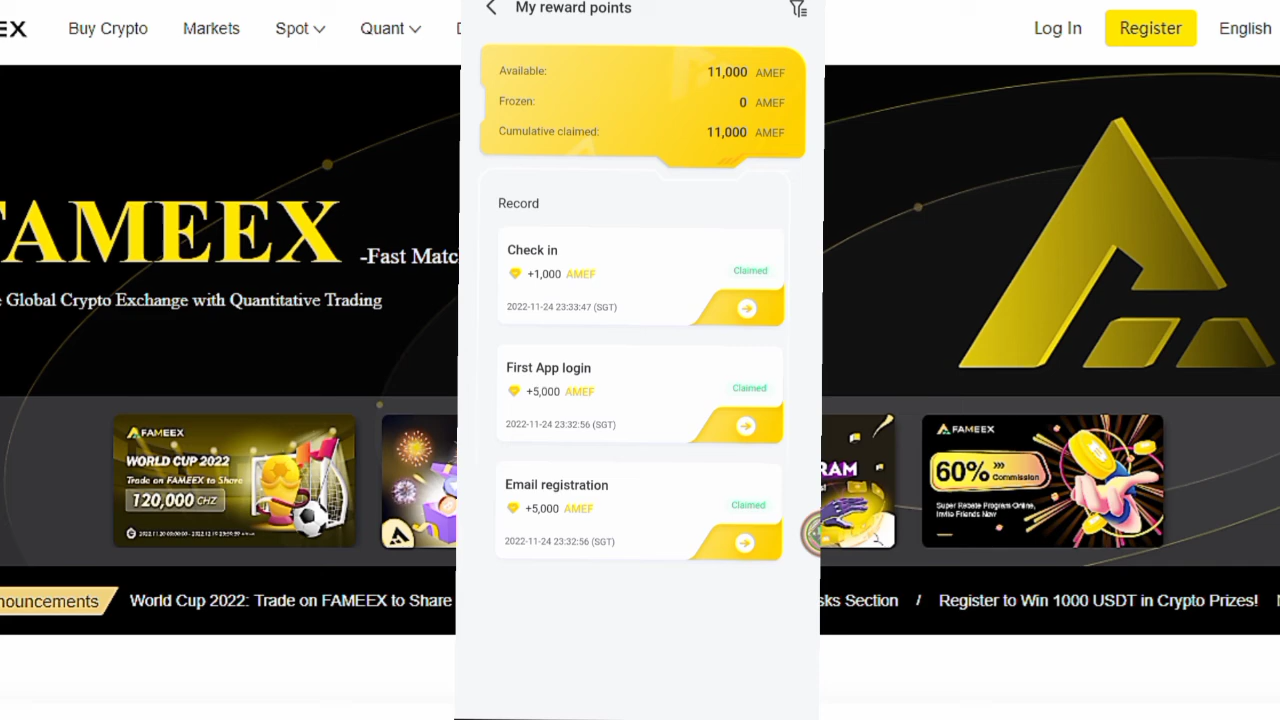 EX
Buy Crypto
Markets
Spot
Quant
Log In
Register
English
My reward points
Available: 11,000 AMEF
Frozen: 0 AMEF
Cumulative claimed: 11,000 AMEF
Record
Check in
+1,000 AMEF
Claimed
2022-11-24 23:33:47 (SGT)
First App login
+5,000 AMEF
Claimed
2022-11-24 23:32:56 (SGT)
Email registration
+5,000 AMEF
Claimed
2022-11-24 23:32:56 (SGT)
FAMEEX -Fast Matc
Global Crypto Exchange with Quantitative Trading
FAMEEX
WORLD CUP 2022
Trade on FAMEEX to Share
120,000 CHZ
RAM
FAMEEX
60% Commission
Super Rebate Program Online,
Invite Friends Now
nouncements
World Cup 2022: Trade on FAMEEX to Share
sks Section / Register to Win 1000 USDT in Crypto Prizes!